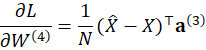 ∂L/∂W⁽⁴⁾ = 1/N (X̂ − X)ᵀ 𝐚⁽³⁾